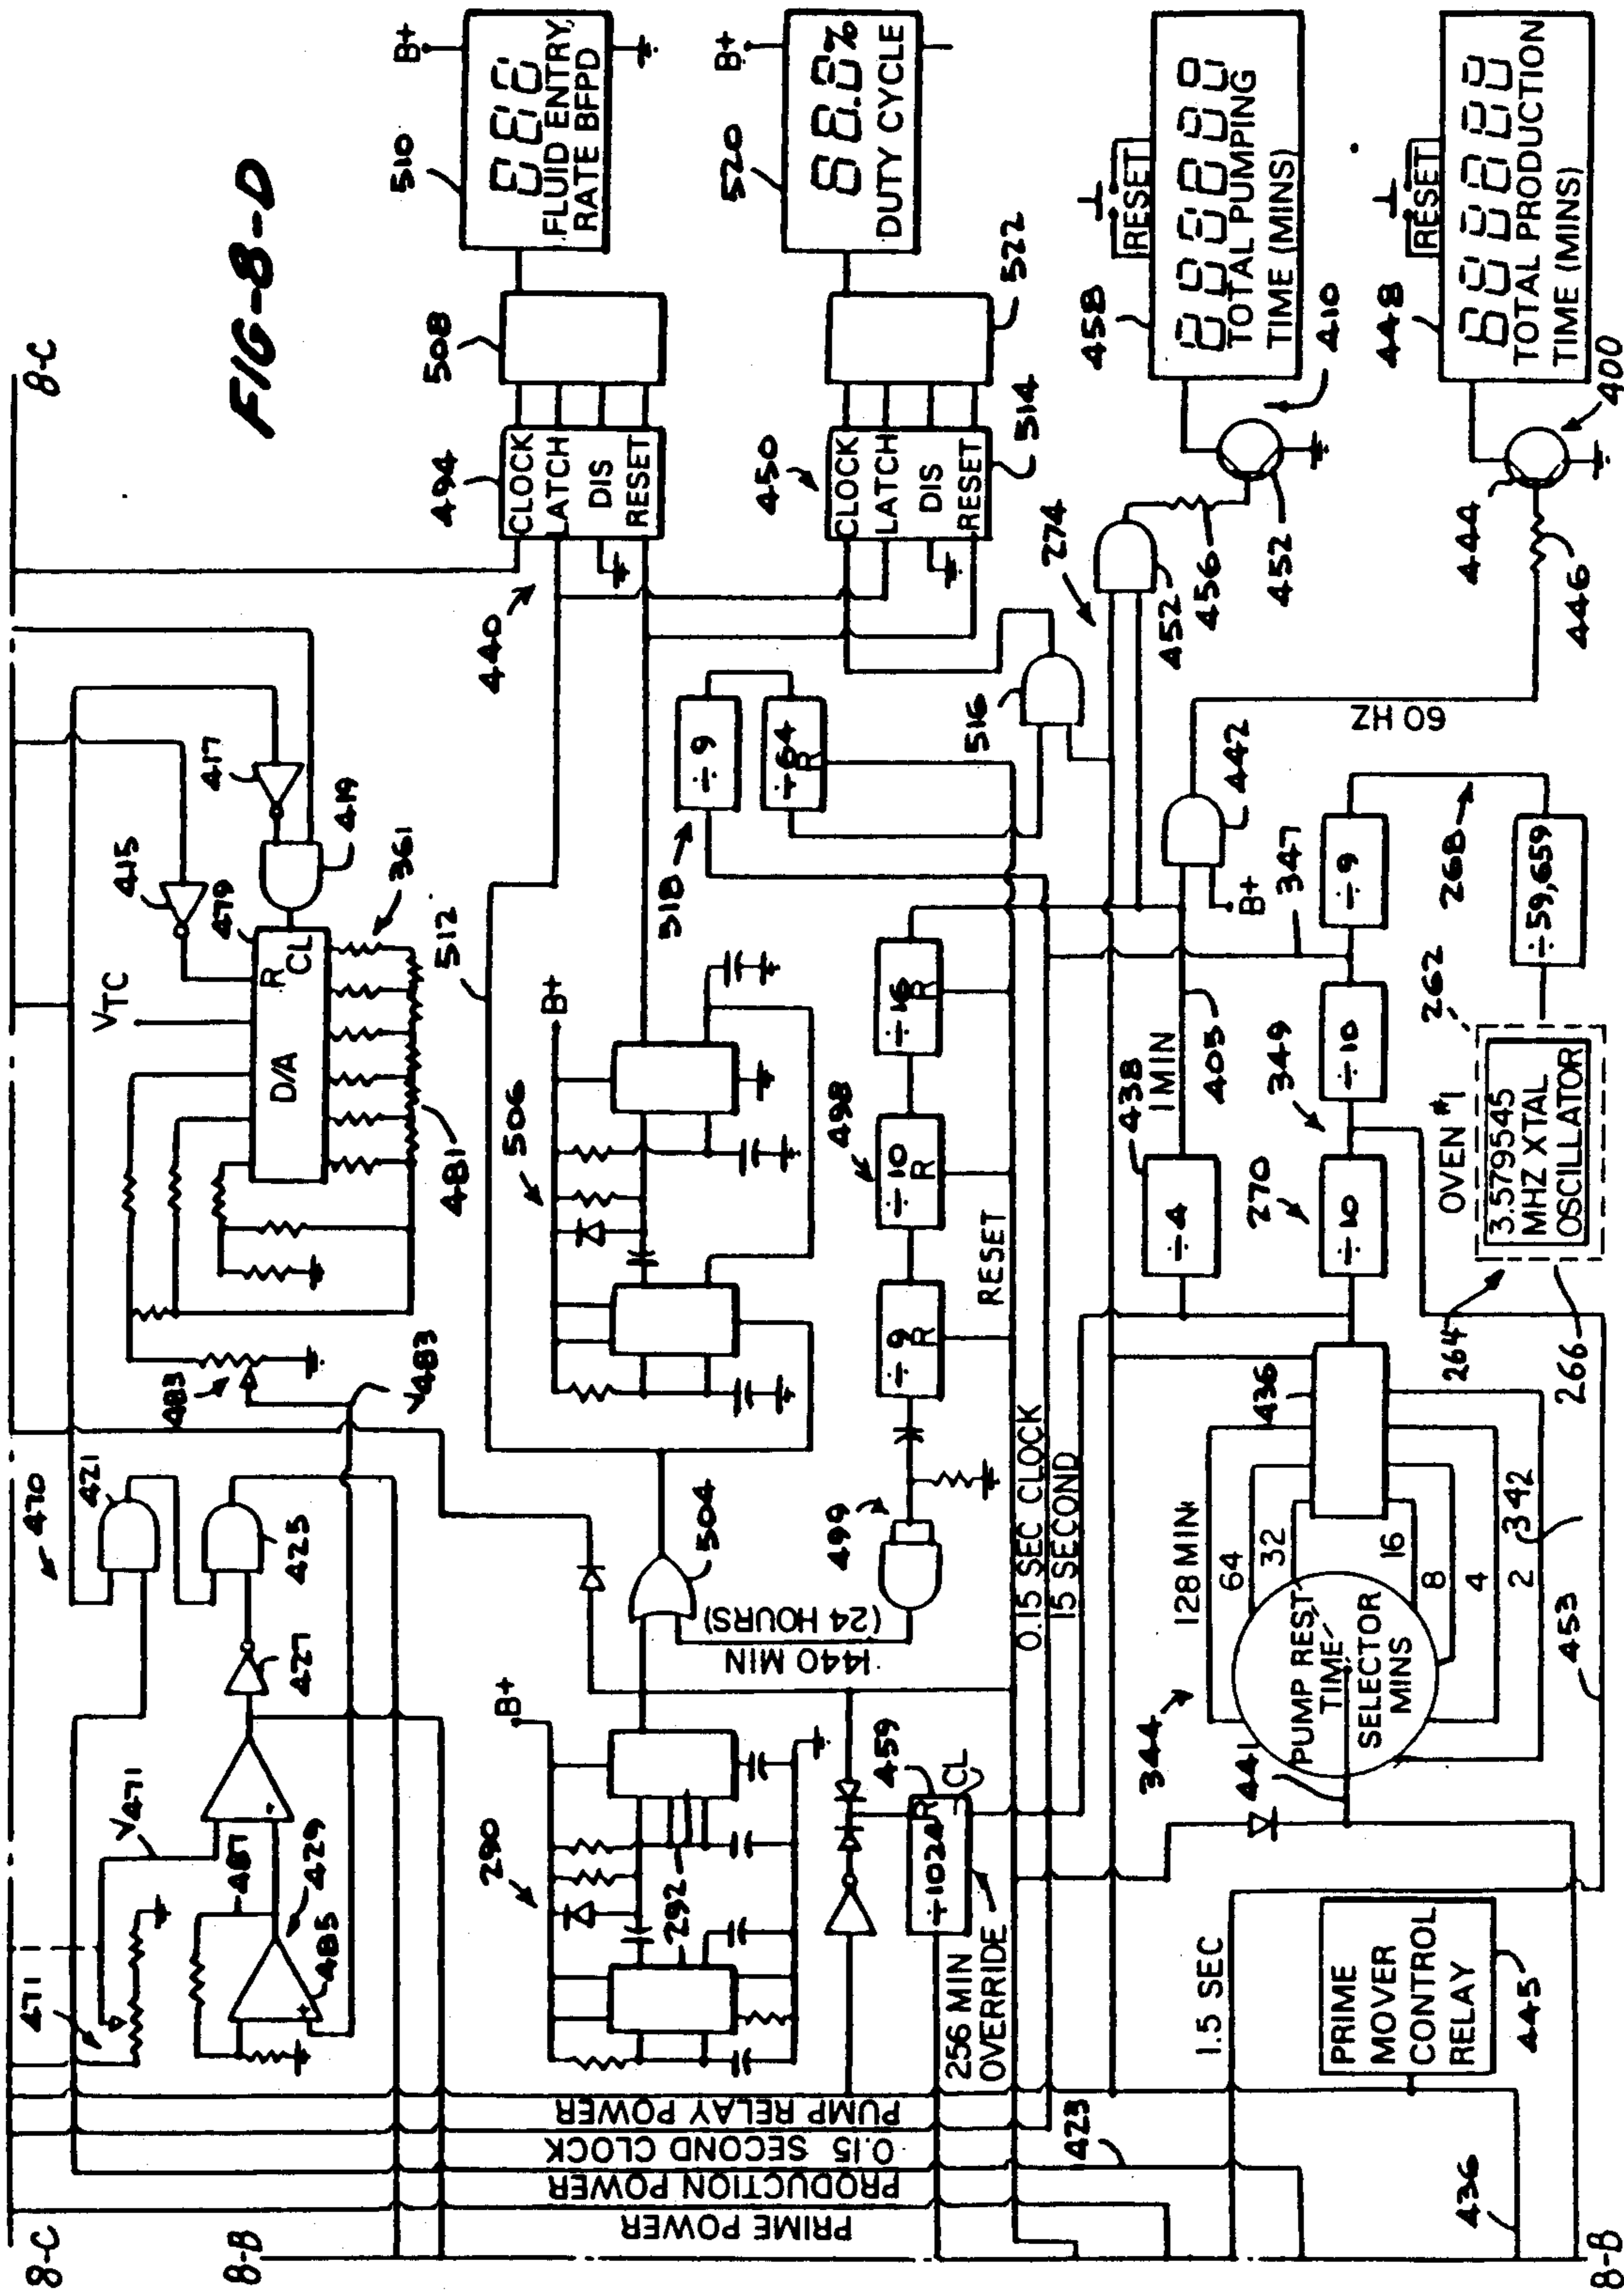 FIG-8-D
8-C
8-C
8-B
8-B
470
421
425
427
V471
487
429
485
471
483
V483
VTC
415
417
419
479
R
CL
D/A
361
481
512
B+
FLUID ENTRY
RATE BFPD
510
508
494
CLOCK
LATCH
DIS
RESET
440
B+
88.8%
DUTY CYCLE
520
522
450
CLOCK
LATCH
DIS
RESET
514
B+
506
504
B+
290
292
1440 MIN
(24 HOURS)
499
÷9
R
÷10
R
÷16
R
498
RESET
518
÷9
÷64
R
516
459
÷1024
R
CL
256 MIN
OVERRIDE
0.15 SEC CLOCK
15 SECOND
PUMP RELAY POWER
0.15 SECOND CLOCK
PRODUCTION POWER
PRIME POWER
423
274
452
456
452
458
RESET
TOTAL PUMPING
TIME (MINS)
410
448
RESET
TOTAL PRODUCTION
TIME (MINS)
400
444
446
60 HZ
442
B+
438
÷4
1 MIN
405
347
349
270
÷10
÷10
÷9
268
÷59,659
262
OVEN #1
3.579545
MHZ XTAL
OSCILLATOR
264
266
436
344
441
PUMP REST
TIME
SELECTOR
MINS
128 MIN
64
32
16
8
4
2
342
453
1.5 SEC
PRIME
MOVER
CONTROL
RELAY
445
436